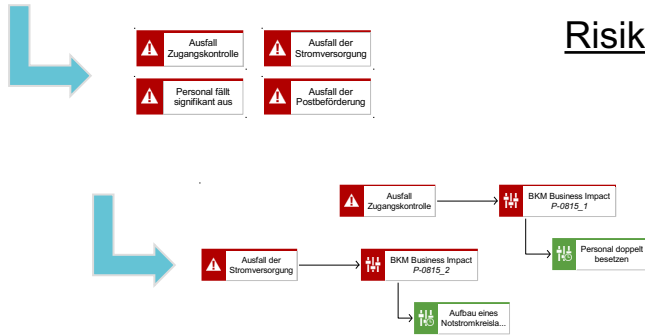 Risik
Ausfall
Zugangskontrolle
Ausfall der
Stromversorgung
Personal fällt
signifikant aus
Ausfall der
Postbeförderung
Ausfall
Zugangskontrolle
BKM Business Impact
P-0815_1
Personal doppelt
besetzen
Ausfall der
Stromversorgung
BKM Business Impact
P-0815_2
Aufbau eines
Notstromkreisla...